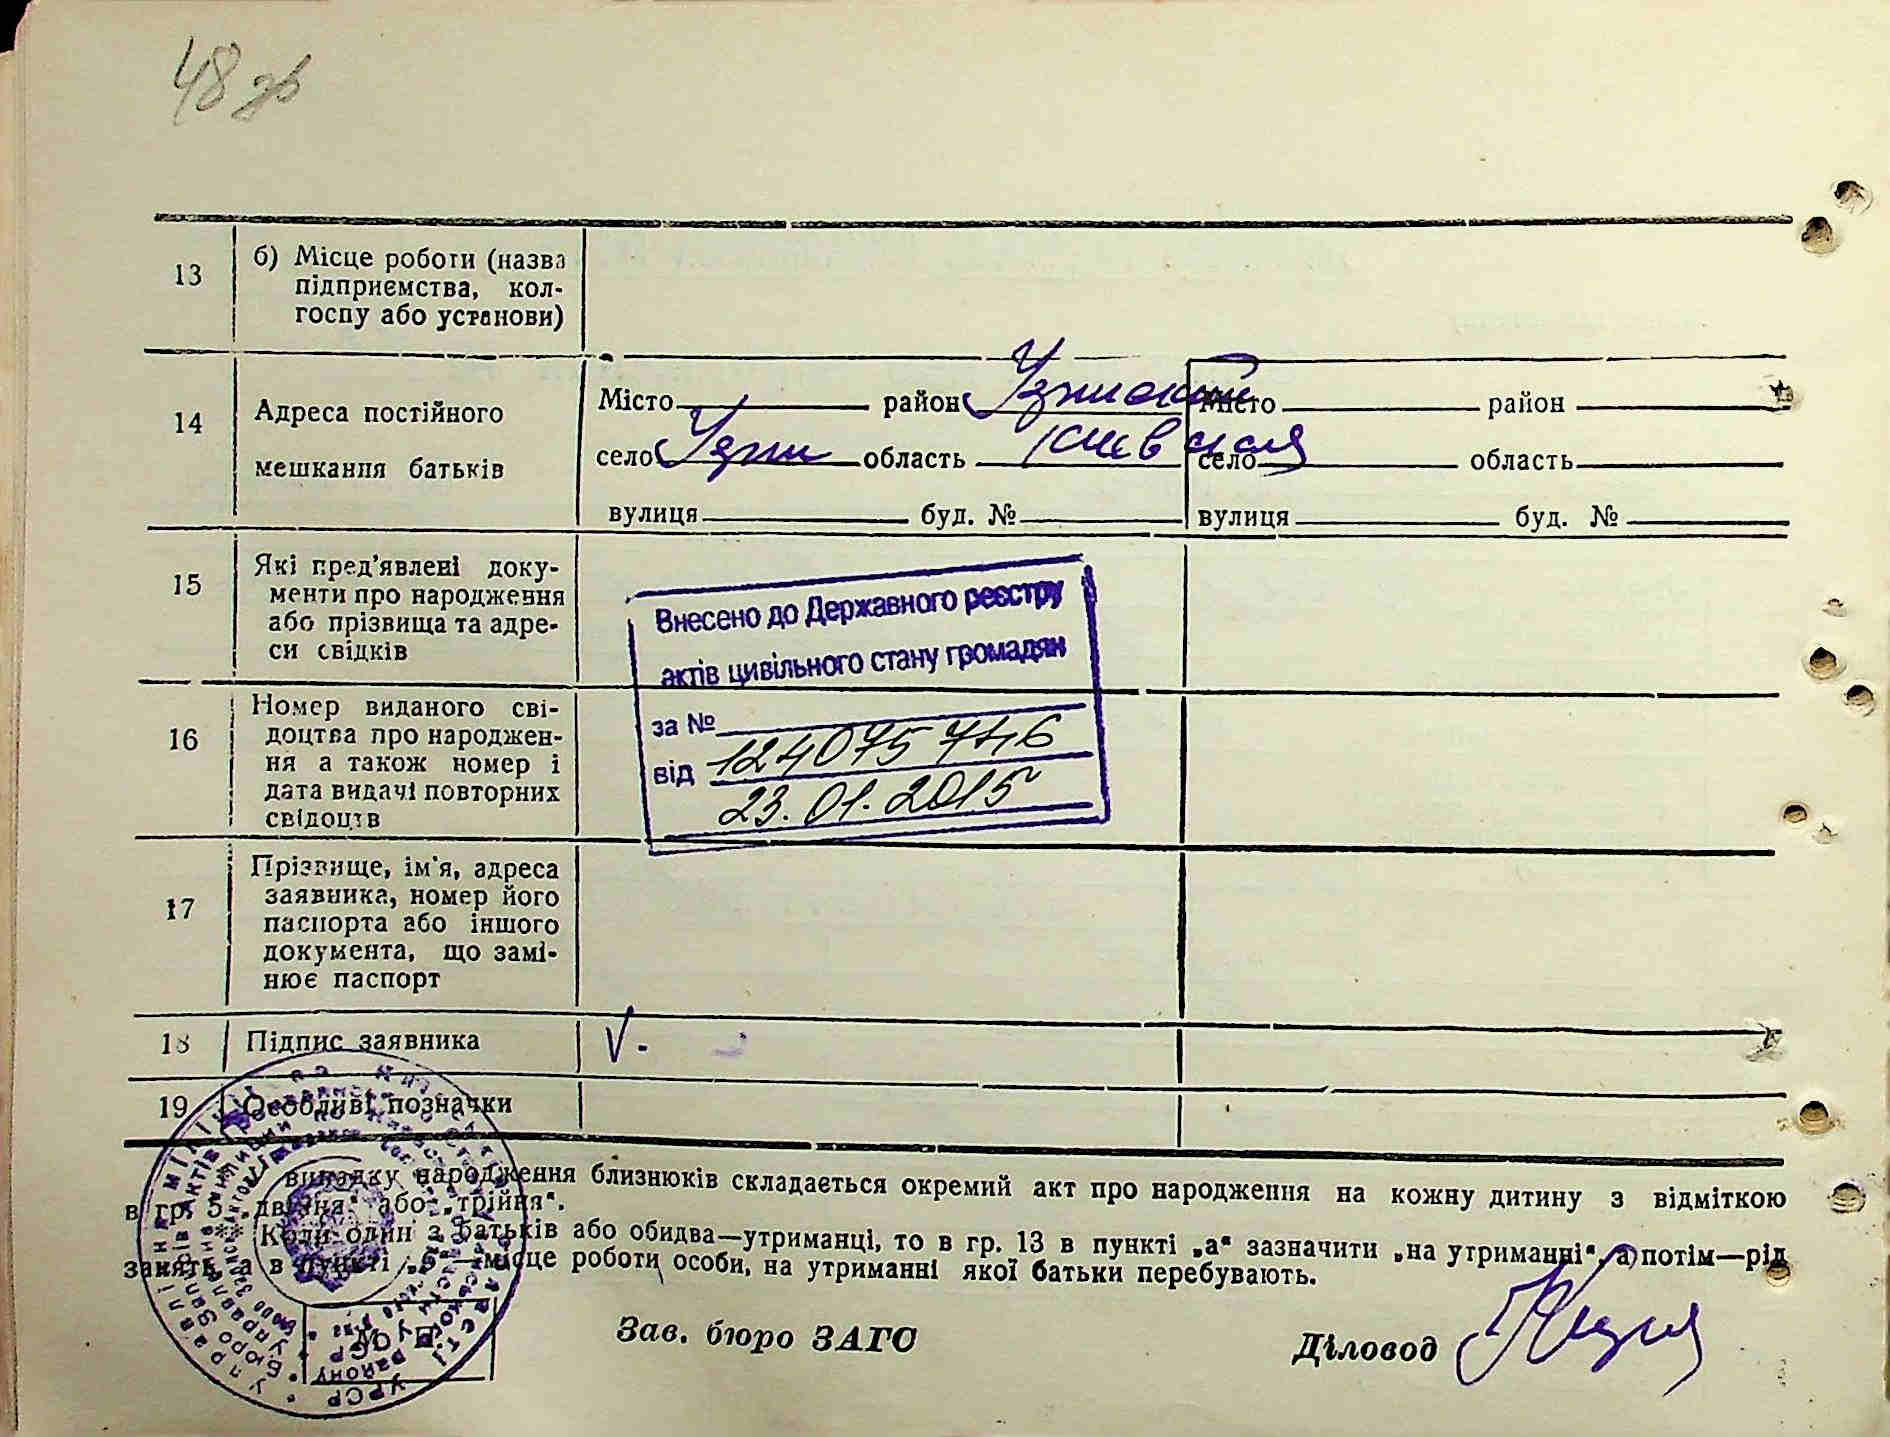 48 зв
13
б) Місце роботи (назва
підприємства, кол-
госпу або установи)
14
Адреса постійного
мешкання батьків
Місто район Узинский
село Узин область Киевская
вулиця буд. №
Місто район
село область
вулиця буд. №
15
Які пред'явлені доку-
менти про народження
або прізвища та адре-
си свідків
Внесено до Державного реєстру
актів цивільного стану громадян
за №
від 124075
23.01.2015
16
Номер виданого сві-
доцтва про народжен-
ня а також номер і
дата видачі повторних
свідоцтв
17
Прізвище, ім'я, адреса
заявника, номер його
паспорта або іншого
документа, що замі-
нює паспорт
18 Підпис заявника V -
19 Особливі позначки
випадку народження близнюків складається окремий акт про народження на кожну дитину з відміткою
в гр. 5 „двійня“ або „трійня“.
Коли один з батьків або обидва—утриманці, то в гр. 13 в пункті „а“ зазначити „на утриманні“, а потім—рід
занять, а в пункті місце роботи особи, на утриманні якої батьки перебувають.
Зав. бюро ЗАГС
Діловод
УРСР